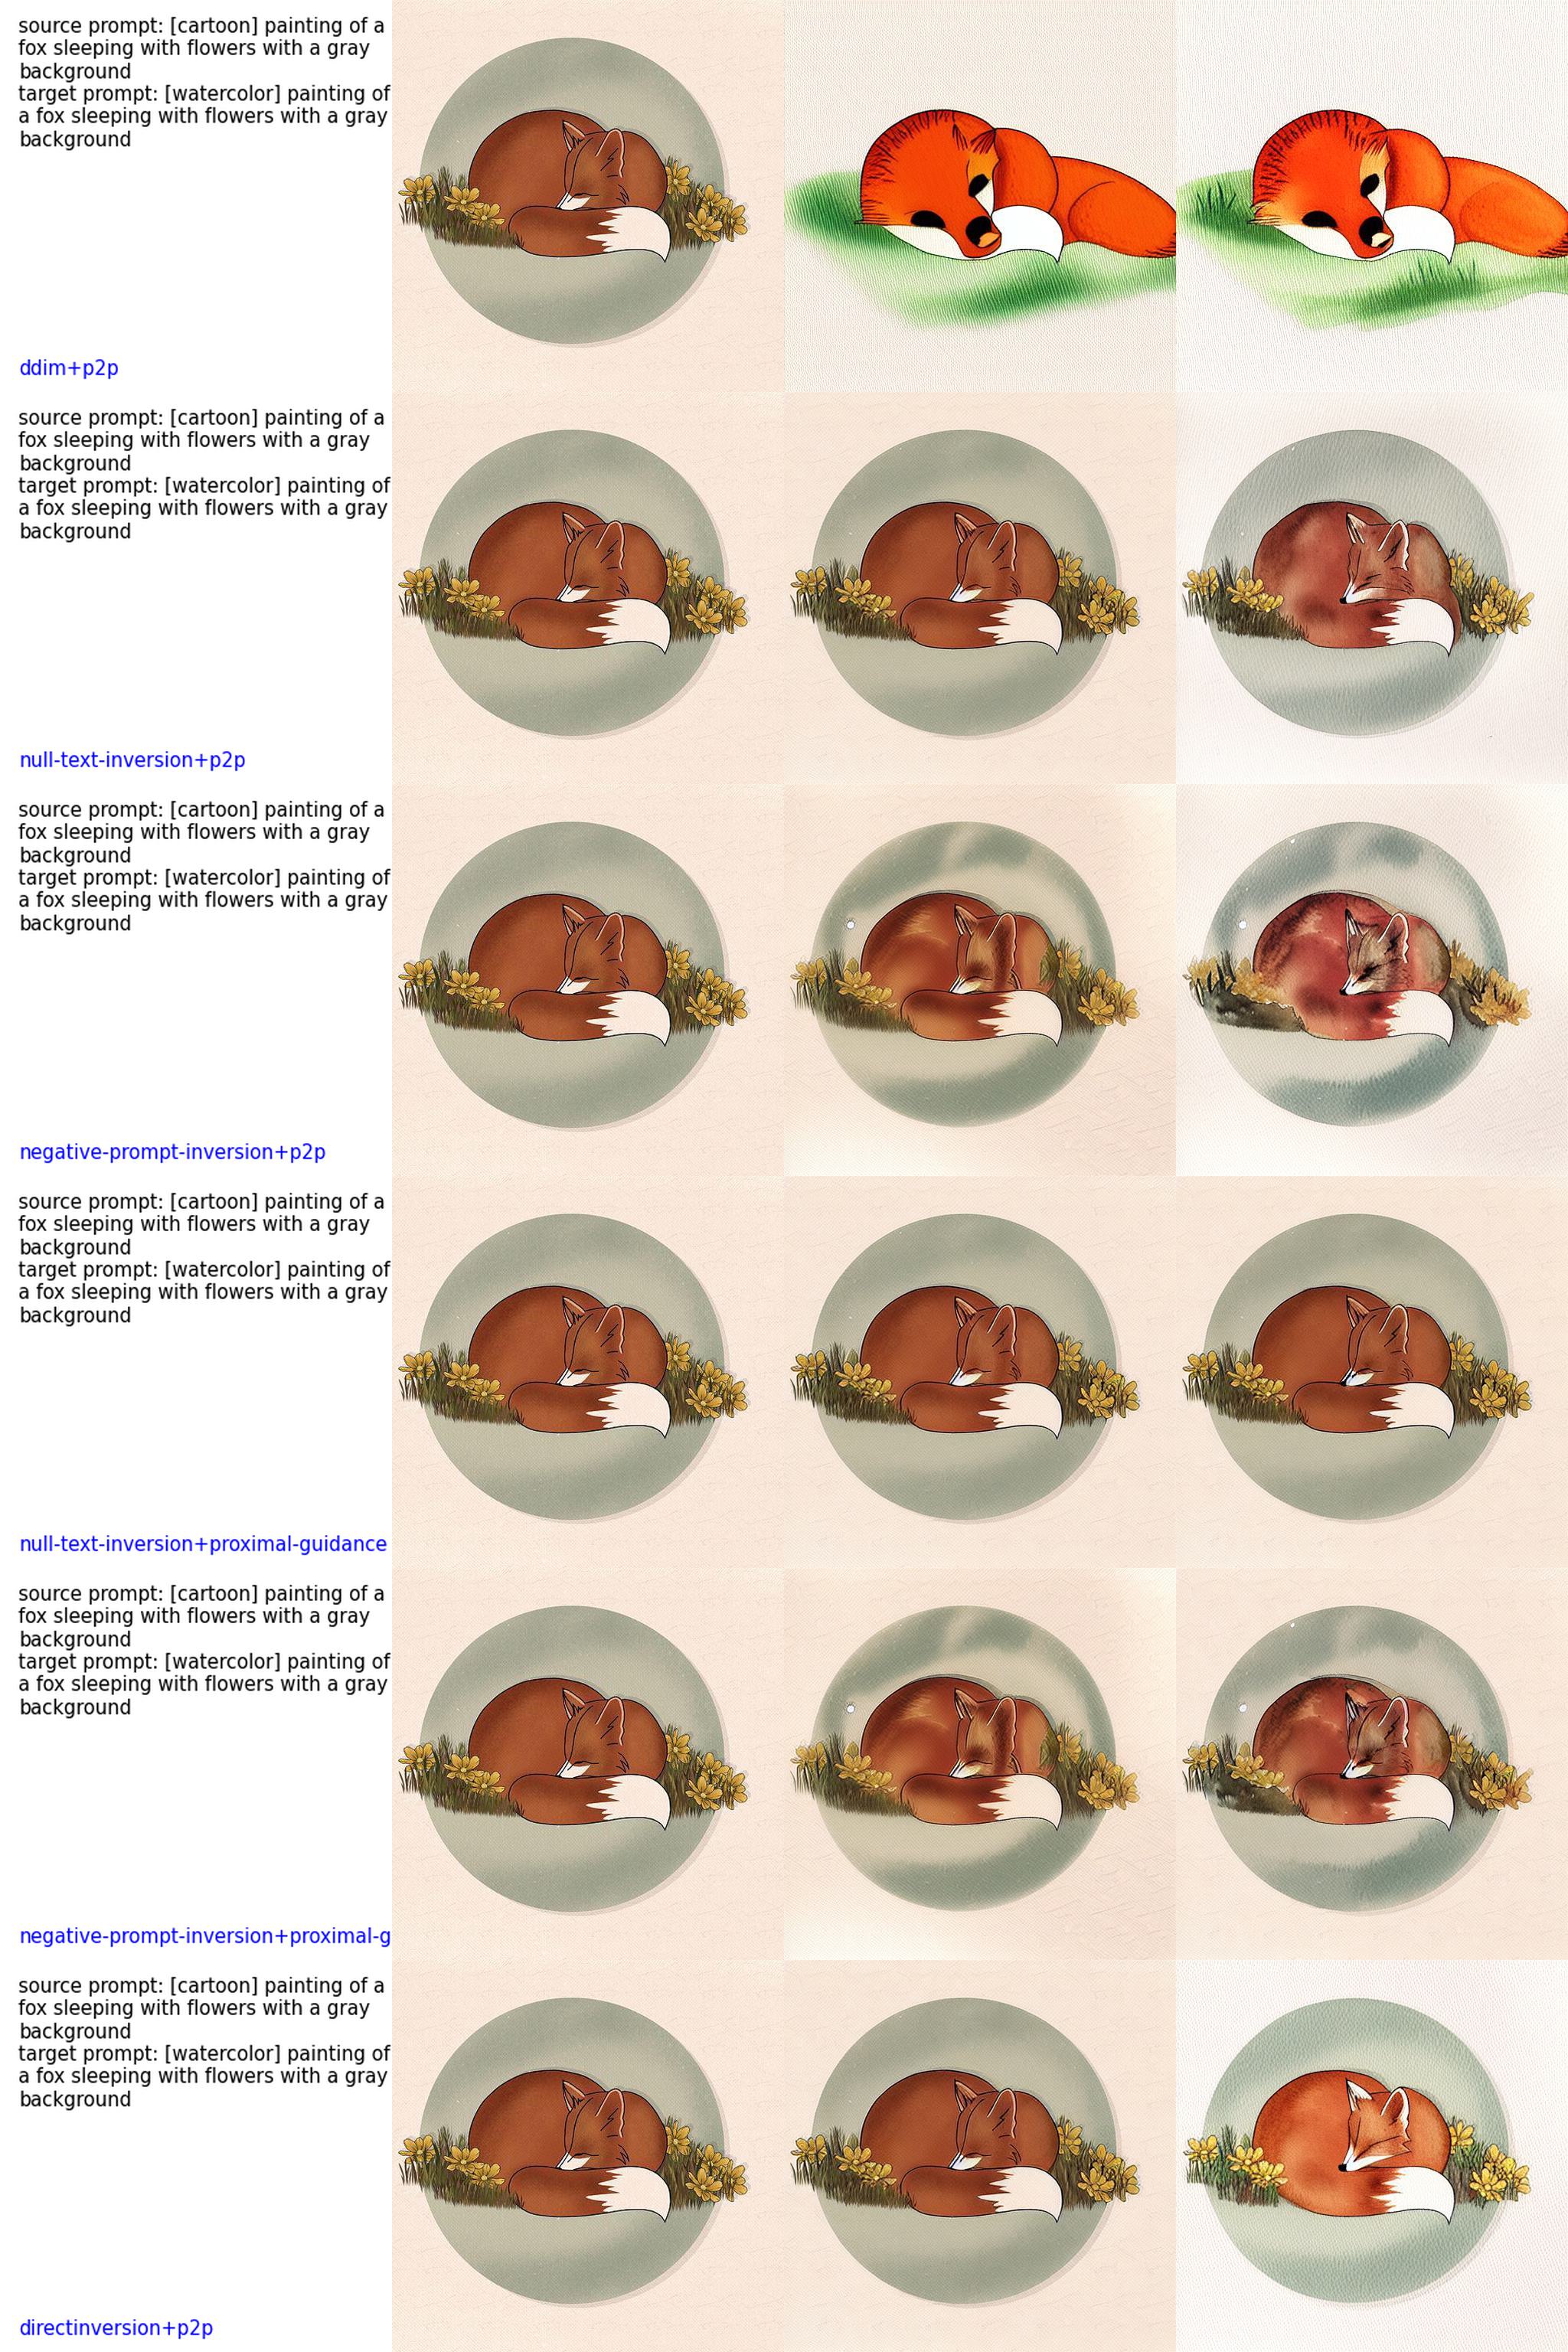 source prompt: [cartoon] painting of a
fox sleeping with flowers with a gray
background
target prompt: [watercolor] painting of
a fox sleeping with flowers with a gray
background
ddim+p2p
source prompt: [cartoon] painting of a
fox sleeping with flowers with a gray
background
target prompt: [watercolor] painting of
a fox sleeping with flowers with a gray
background
null-text-inversion+p2p
source prompt: [cartoon] painting of a
fox sleeping with flowers with a gray
background
target prompt: [watercolor] painting of
a fox sleeping with flowers with a gray
background
negative-prompt-inversion+p2p
source prompt: [cartoon] painting of a
fox sleeping with flowers with a gray
background
target prompt: [watercolor] painting of
a fox sleeping with flowers with a gray
background
null-text-inversion+proximal-guidance
source prompt: [cartoon] painting of a
fox sleeping with flowers with a gray
background
target prompt: [watercolor] painting of
a fox sleeping with flowers with a gray
background
negative-prompt-inversion+proximal-g
source prompt: [cartoon] painting of a
fox sleeping with flowers with a gray
background
target prompt: [watercolor] painting of
a fox sleeping with flowers with a gray
background
directinversion+p2p